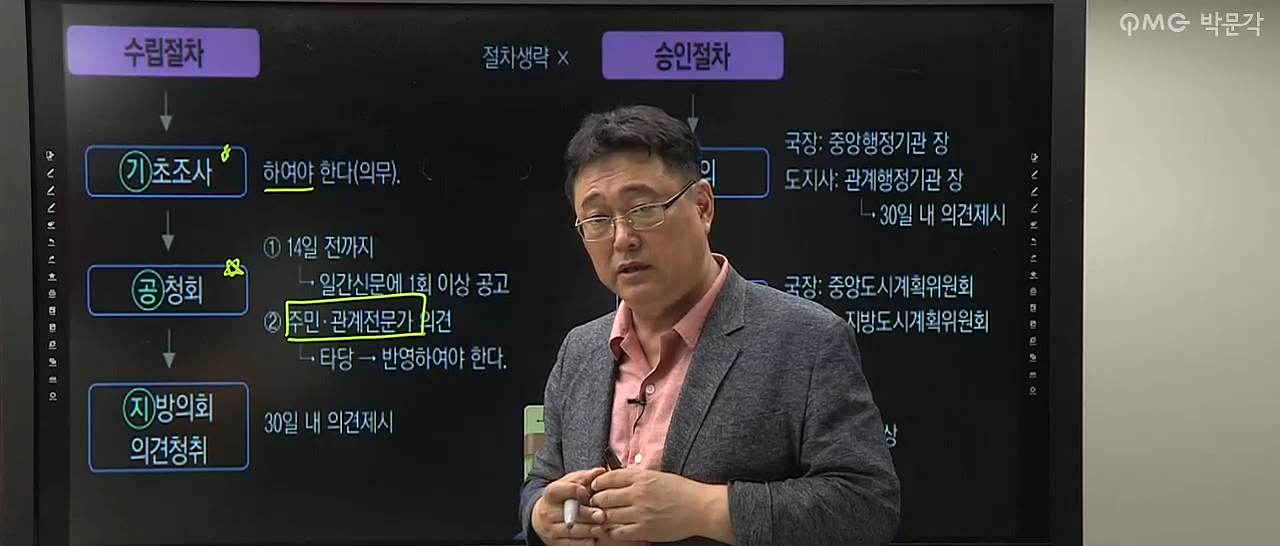 QMG 박문각
수립절차
절차생략 ×
승인절차
기초조사
하여야 한다(의무).
국장: 중앙행정기관 장
도지사: 관계행정기관 장
30일 내 의견제시
의
공청회
① 14일 전까지
일간신문에 1회 이상 공고
② 주민·관계전문가 의견
타당 → 반영하여야 한다.
국장: 중앙도시계획위원회
지방도시계획위원회
지방의회
의견청취
30일 내 의견제시
상